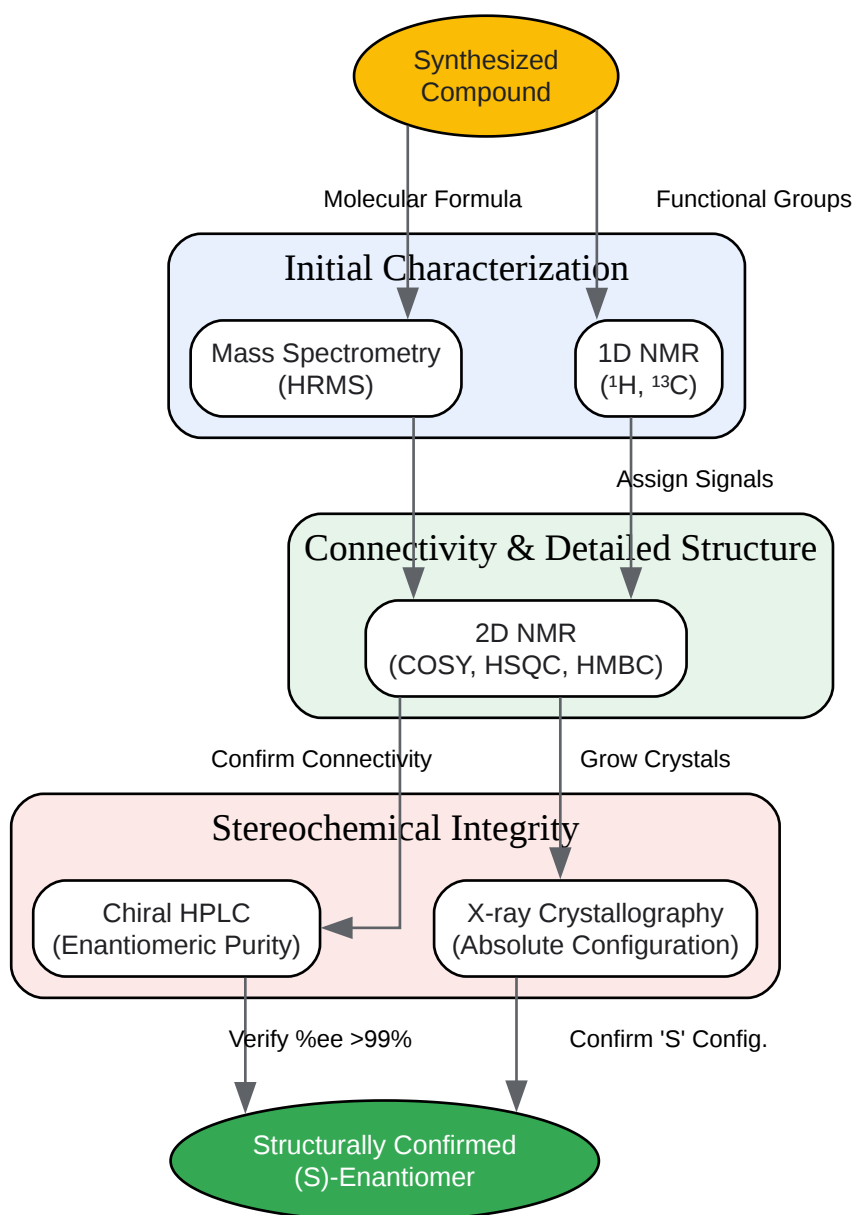 Synthesized
Compound
Molecular Formula
Functional Groups
Initial Characterization
Mass Spectrometry
(HRMS)
1D NMR
(¹H, ¹³C)
Assign Signals
Connectivity & Detailed Structure
2D NMR
(COSY, HSQC, HMBC)
Confirm Connectivity
Grow Crystals
Stereochemical Integrity
Chiral HPLC
(Enantiomeric Purity)
X-ray Crystallography
(Absolute Configuration)
Verify %ee >99%
Confirm 'S' Config.
Structurally Confirmed
(S)-Enantiomer